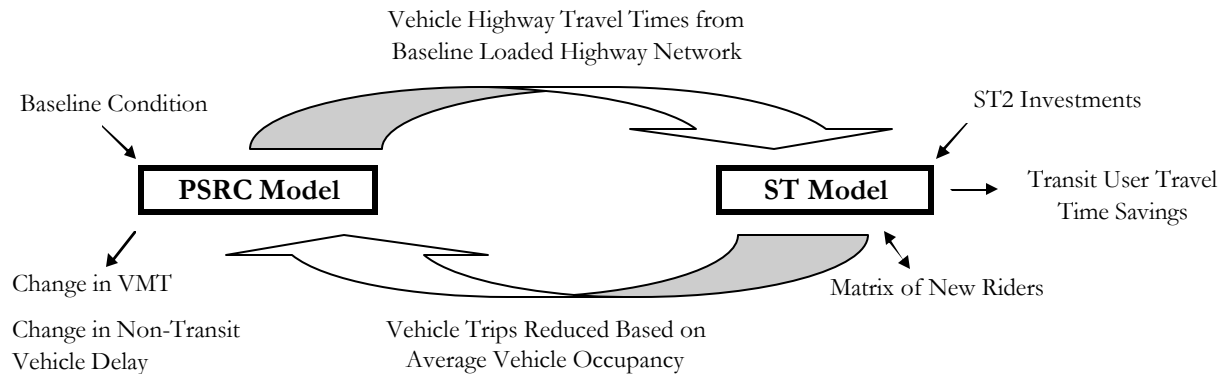 Vehicle Highway Travel Times from
Baseline Loaded Highway Network
Baseline Condition
ST2 Investments
PSRC Model
ST Model
Transit User Travel
Time Savings
Change in VMT
Matrix of New Riders
Change in Non-Transit
Vehicle Delay
Vehicle Trips Reduced Based on
Average Vehicle Occupancy